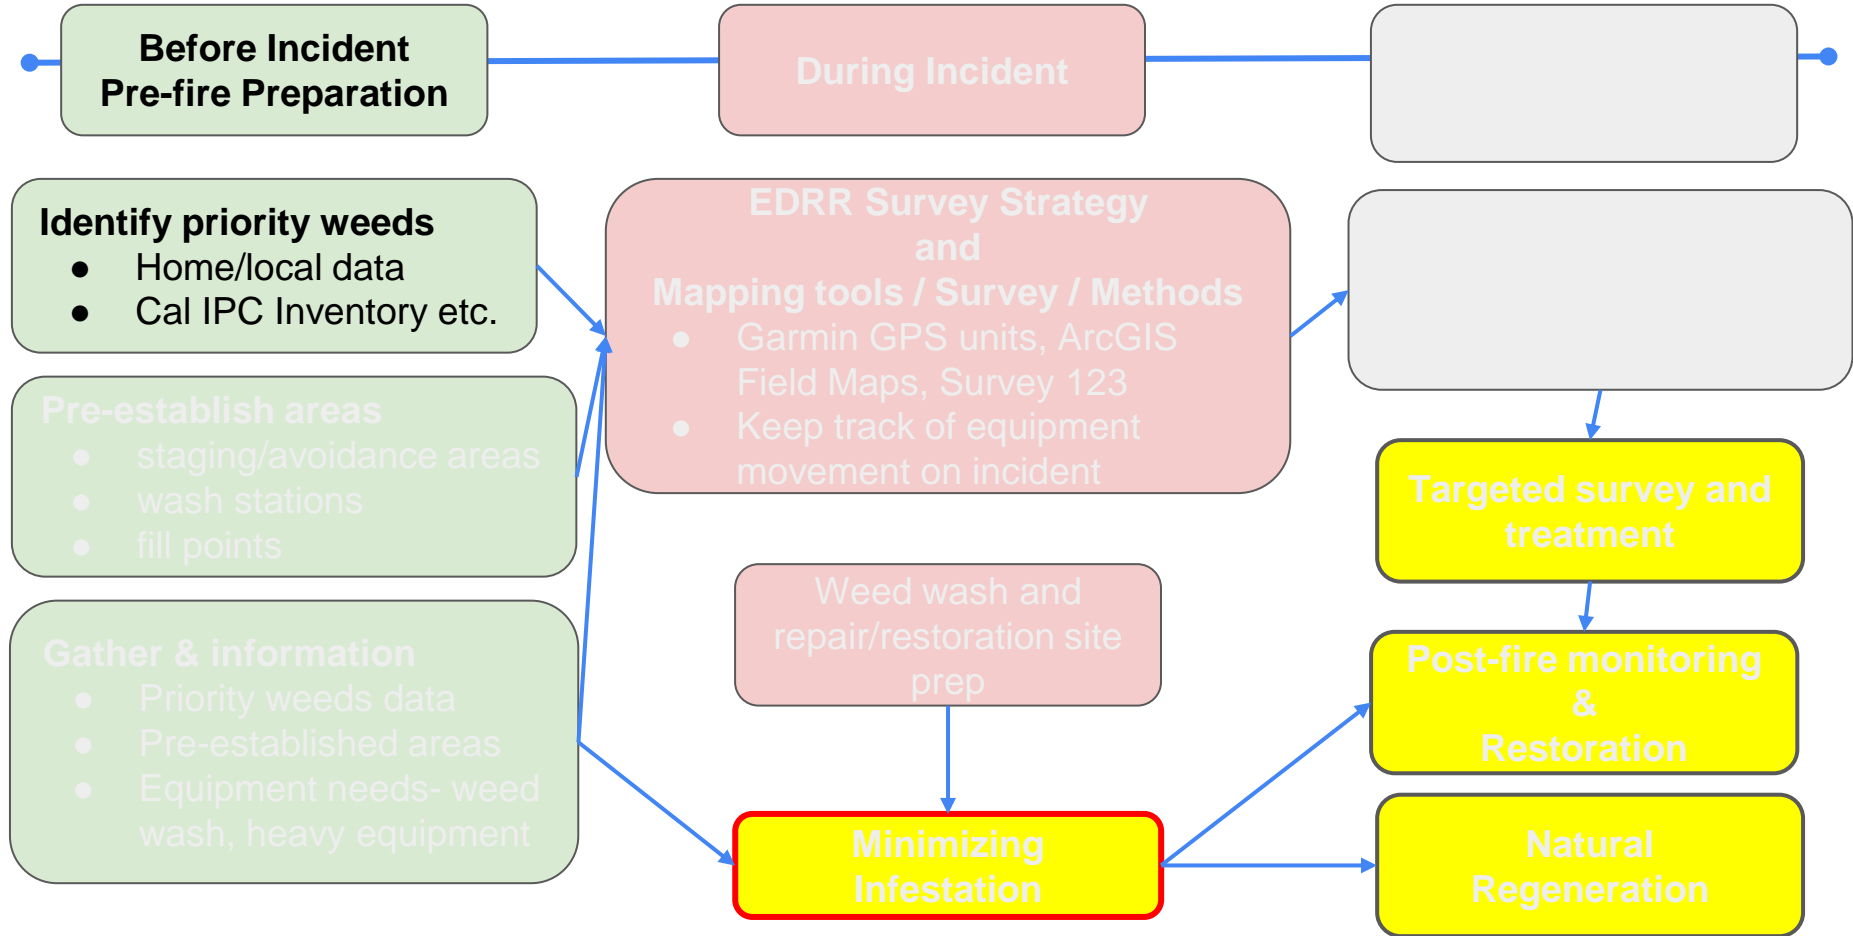 Before Incident
Pre-fire Preparation
During Incident
Identify priority weeds
● Home/local data
● Cal IPC Inventory etc.
Pre-establish areas
● staging/avoidance areas
● wash stations
● fill points
Gather & information
● Priority weeds data
● Pre-established areas
● Equipment needs- weed
wash, heavy equipment
EDRR Survey Strategy
and
Mapping tools / Survey / Methods
● Garmin GPS units, ArcGIS
Field Maps, Survey 123
● Keep track of equipment
movement on incident
Weed wash and
repair/restoration site
prep
Minimizing
Infestation
Targeted survey and
treatment
Post-fire monitoring
&
Restoration
Natural
Regeneration